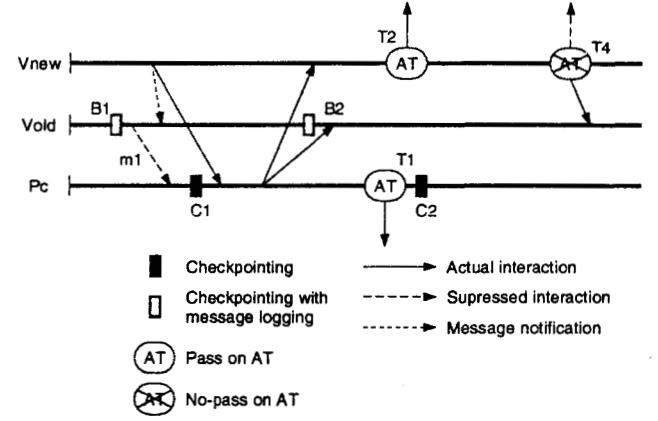 T2
T4
Vnew
AT
AT
B1
B2
Vold
m1
T1
Pc
AT
C1
C2
Checkpointing
Actual interaction
Checkpointing with
message logging
Supressed interaction
Message notification
AT
Pass on AT
AT
No-pass on AT